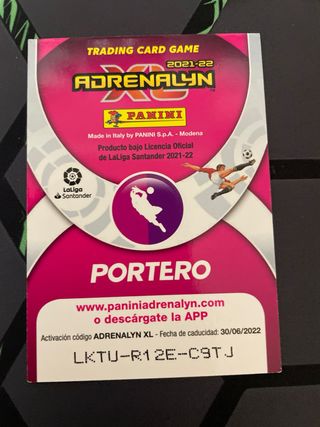 TRADING CARD GAME
2021-22
ADRENALYN
XL
PANINI
Made in Italy by PANINI S.p.A. - Modena
Producto bajo Licencia Oficial
de LaLiga Santander 2021-22
LaLiga
Santander
PORTERO
www.paniniadrenalyn.com
o descárgate la APP
Activación código ADRENALYN XL - Fecha de caducidad: 30/06/2022
LKTU-R12E-C9TJ